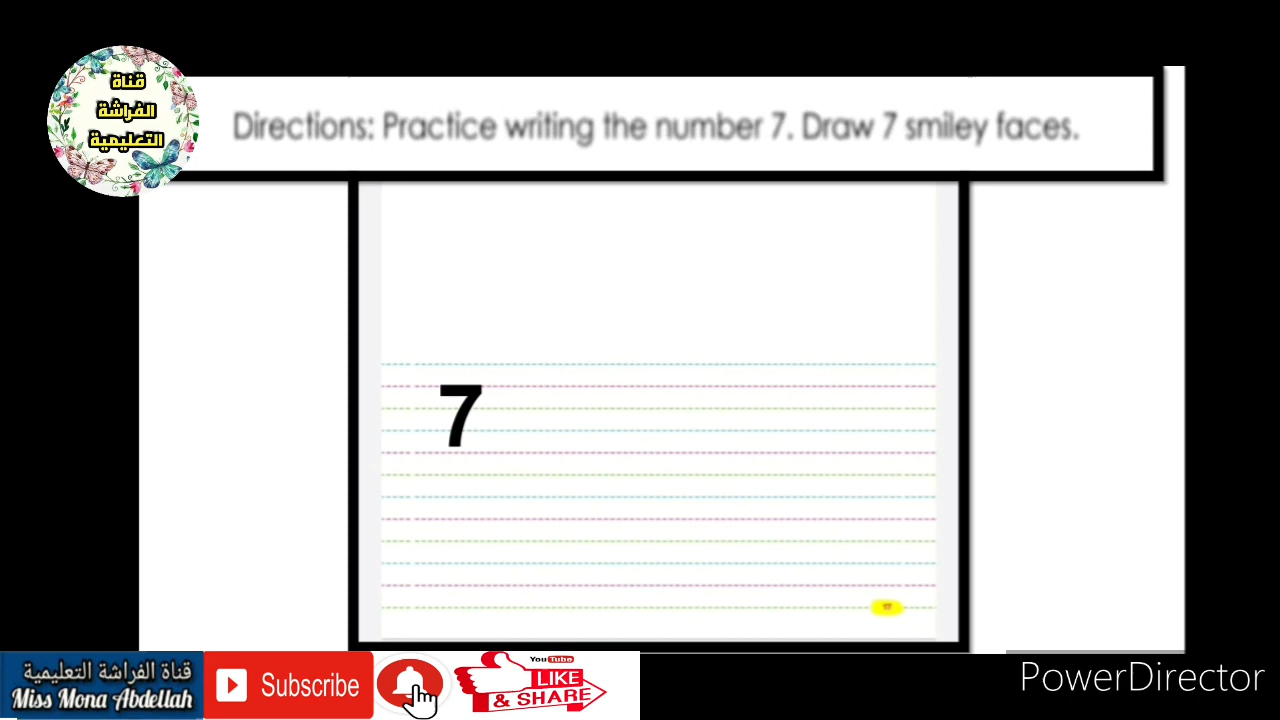 قناة
الفراشة
التعليمية
Directions: Practice writing the number 7. Draw 7 smiley faces.
7
قناة الفراشة التعليمية
Miss Mona Abdellah
Subscribe
YouTube
LIKE
& SHARE
PowerDirector